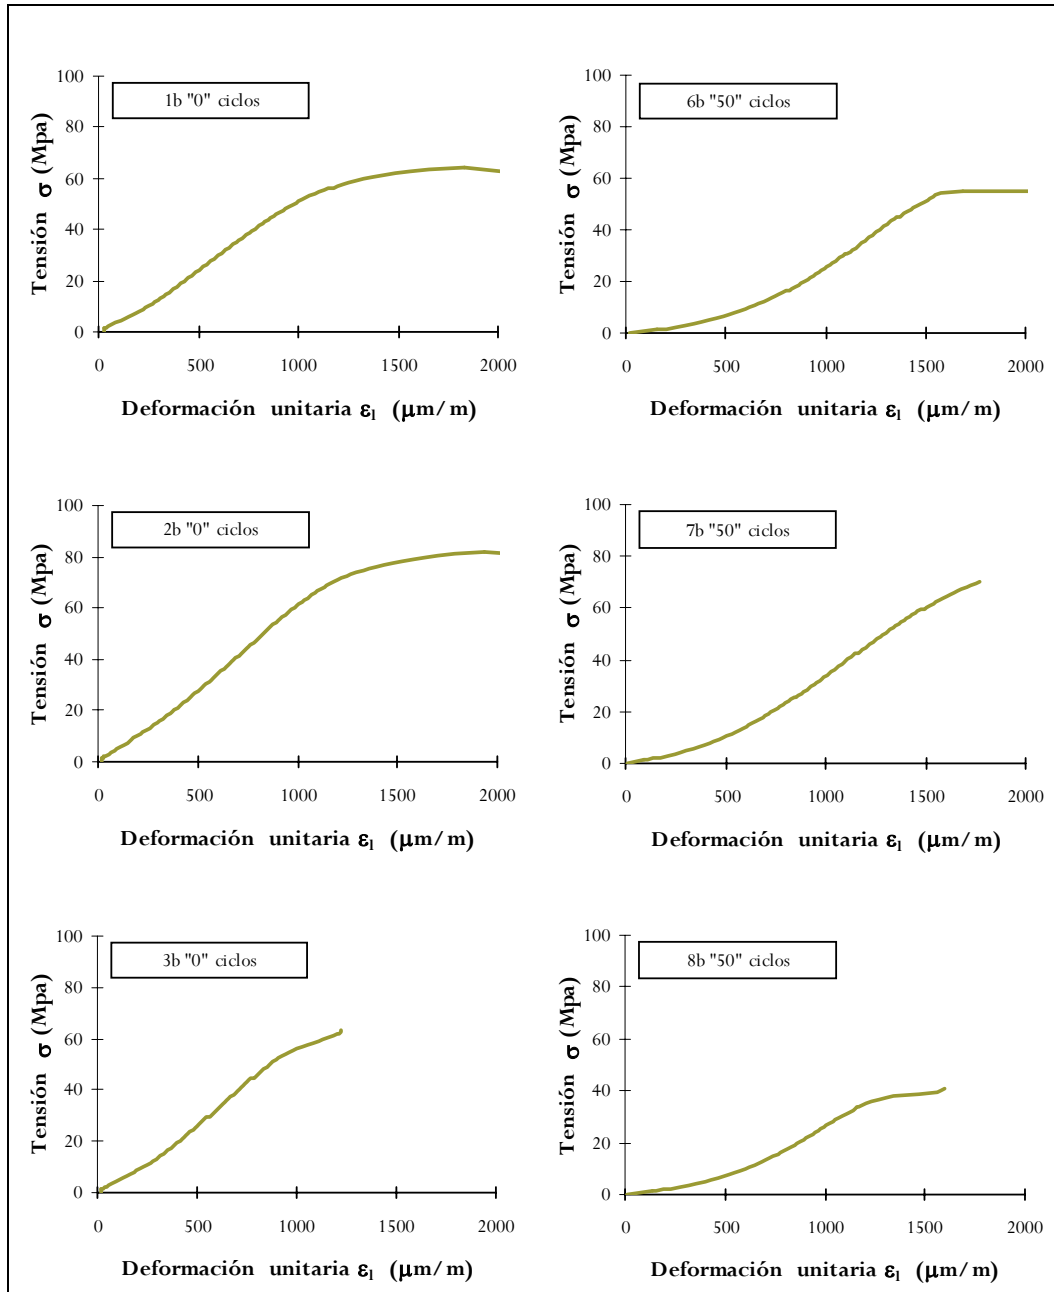 1b "0" ciclos
Tensión σ (Mpa)
100
80
60
40
20
0
0 500 1000 1500 2000
Deformación unitaria εl (μm/m)
6b "50" ciclos
Tensión σ (Mpa)
100
80
60
40
20
0
0 500 1000 1500 2000
Deformación unitaria εl (μm/m)
2b "0" ciclos
Tensión σ (Mpa)
100
80
60
40
20
0
0 500 1000 1500 2000
Deformación unitaria εl (μm/m)
7b "50" ciclos
Tensión σ (Mpa)
100
80
60
40
20
0
0 500 1000 1500 2000
Deformación unitaria εl (μm/m)
3b "0" ciclos
Tensión σ (Mpa)
100
80
60
40
20
0
0 500 1000 1500 2000
Deformación unitaria εl (μm/m)
8b "50" ciclos
Tensión σ (Mpa)
100
80
60
40
20
0
0 500 1000 1500 2000
Deformación unitaria εl (μm/m)